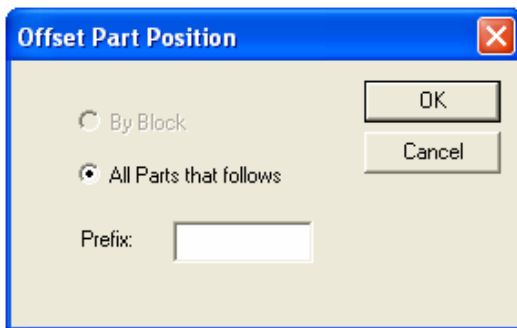 Offset Part Position
By Block
OK
Cancel
All Parts that follows
Prefix: